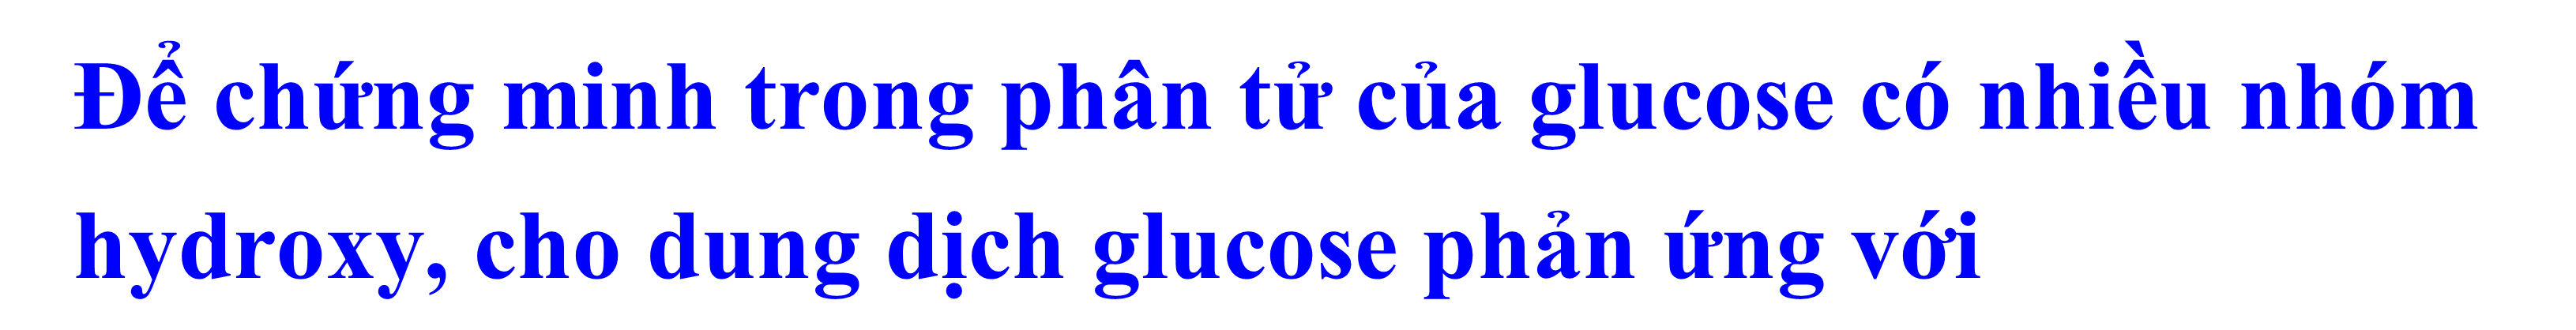 Để chứng minh trong phân tử của glucose có nhiều nhóm
hydroxy, cho dung dịch glucose phản ứng với